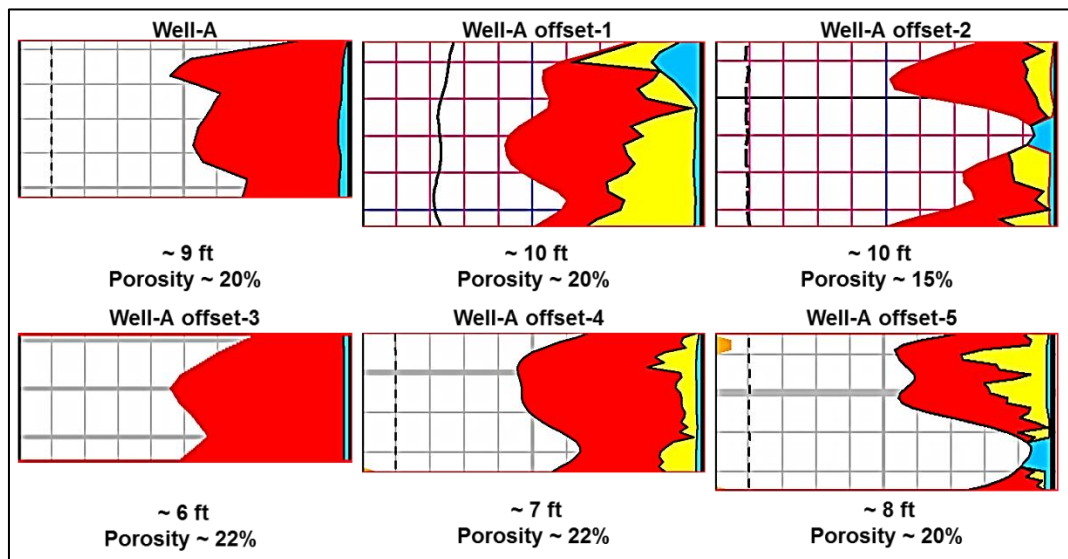 Well-A
Well-A offset-1
Well-A offset-2
~ 9 ft
Porosity ~ 20%
~ 10 ft
Porosity ~ 20%
~ 10 ft
Porosity ~ 15%
Well-A offset-3
Well-A offset-4
Well-A offset-5
~ 6 ft
Porosity ~ 22%
~ 7 ft
Porosity ~ 22%
~ 8 ft
Porosity ~ 20%